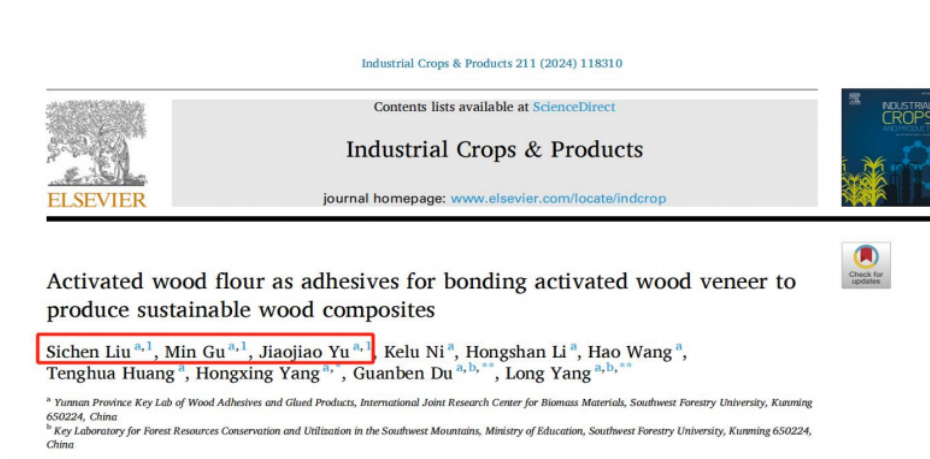 Industrial Crops & Products 211 (2024) 118310
Contents lists available at ScienceDirect
Industrial Crops & Products
journal homepage: www.elsevier.com/locate/indcrop
ELSEVIER
INDUSTRIAL
CROPS
AND PRODUCTS
Check for
updates
Activated wood flour as adhesives for bonding activated wood veneer to
produce sustainable wood composites
Sichen Liu a,1, Min Gu a,1, Jiaojiao Yu a,1, Kelu Ni a, Hongshan Li a, Hao Wang a,
Tenghua Huang a, Hongxing Yang a,*, Guanben Du a,b,**, Long Yang a,b,**
a Yunnan Province Key Lab of Wood Adhesives and Glued Products, International Joint Research Center for Biomass Materials, Southwest Forestry University, Kunming
650224, China
b Key Laboratory for Forest Resources Conservation and Utilization in the Southwest Mountains, Ministry of Education, Southwest Forestry University, Kunming 650224,
China